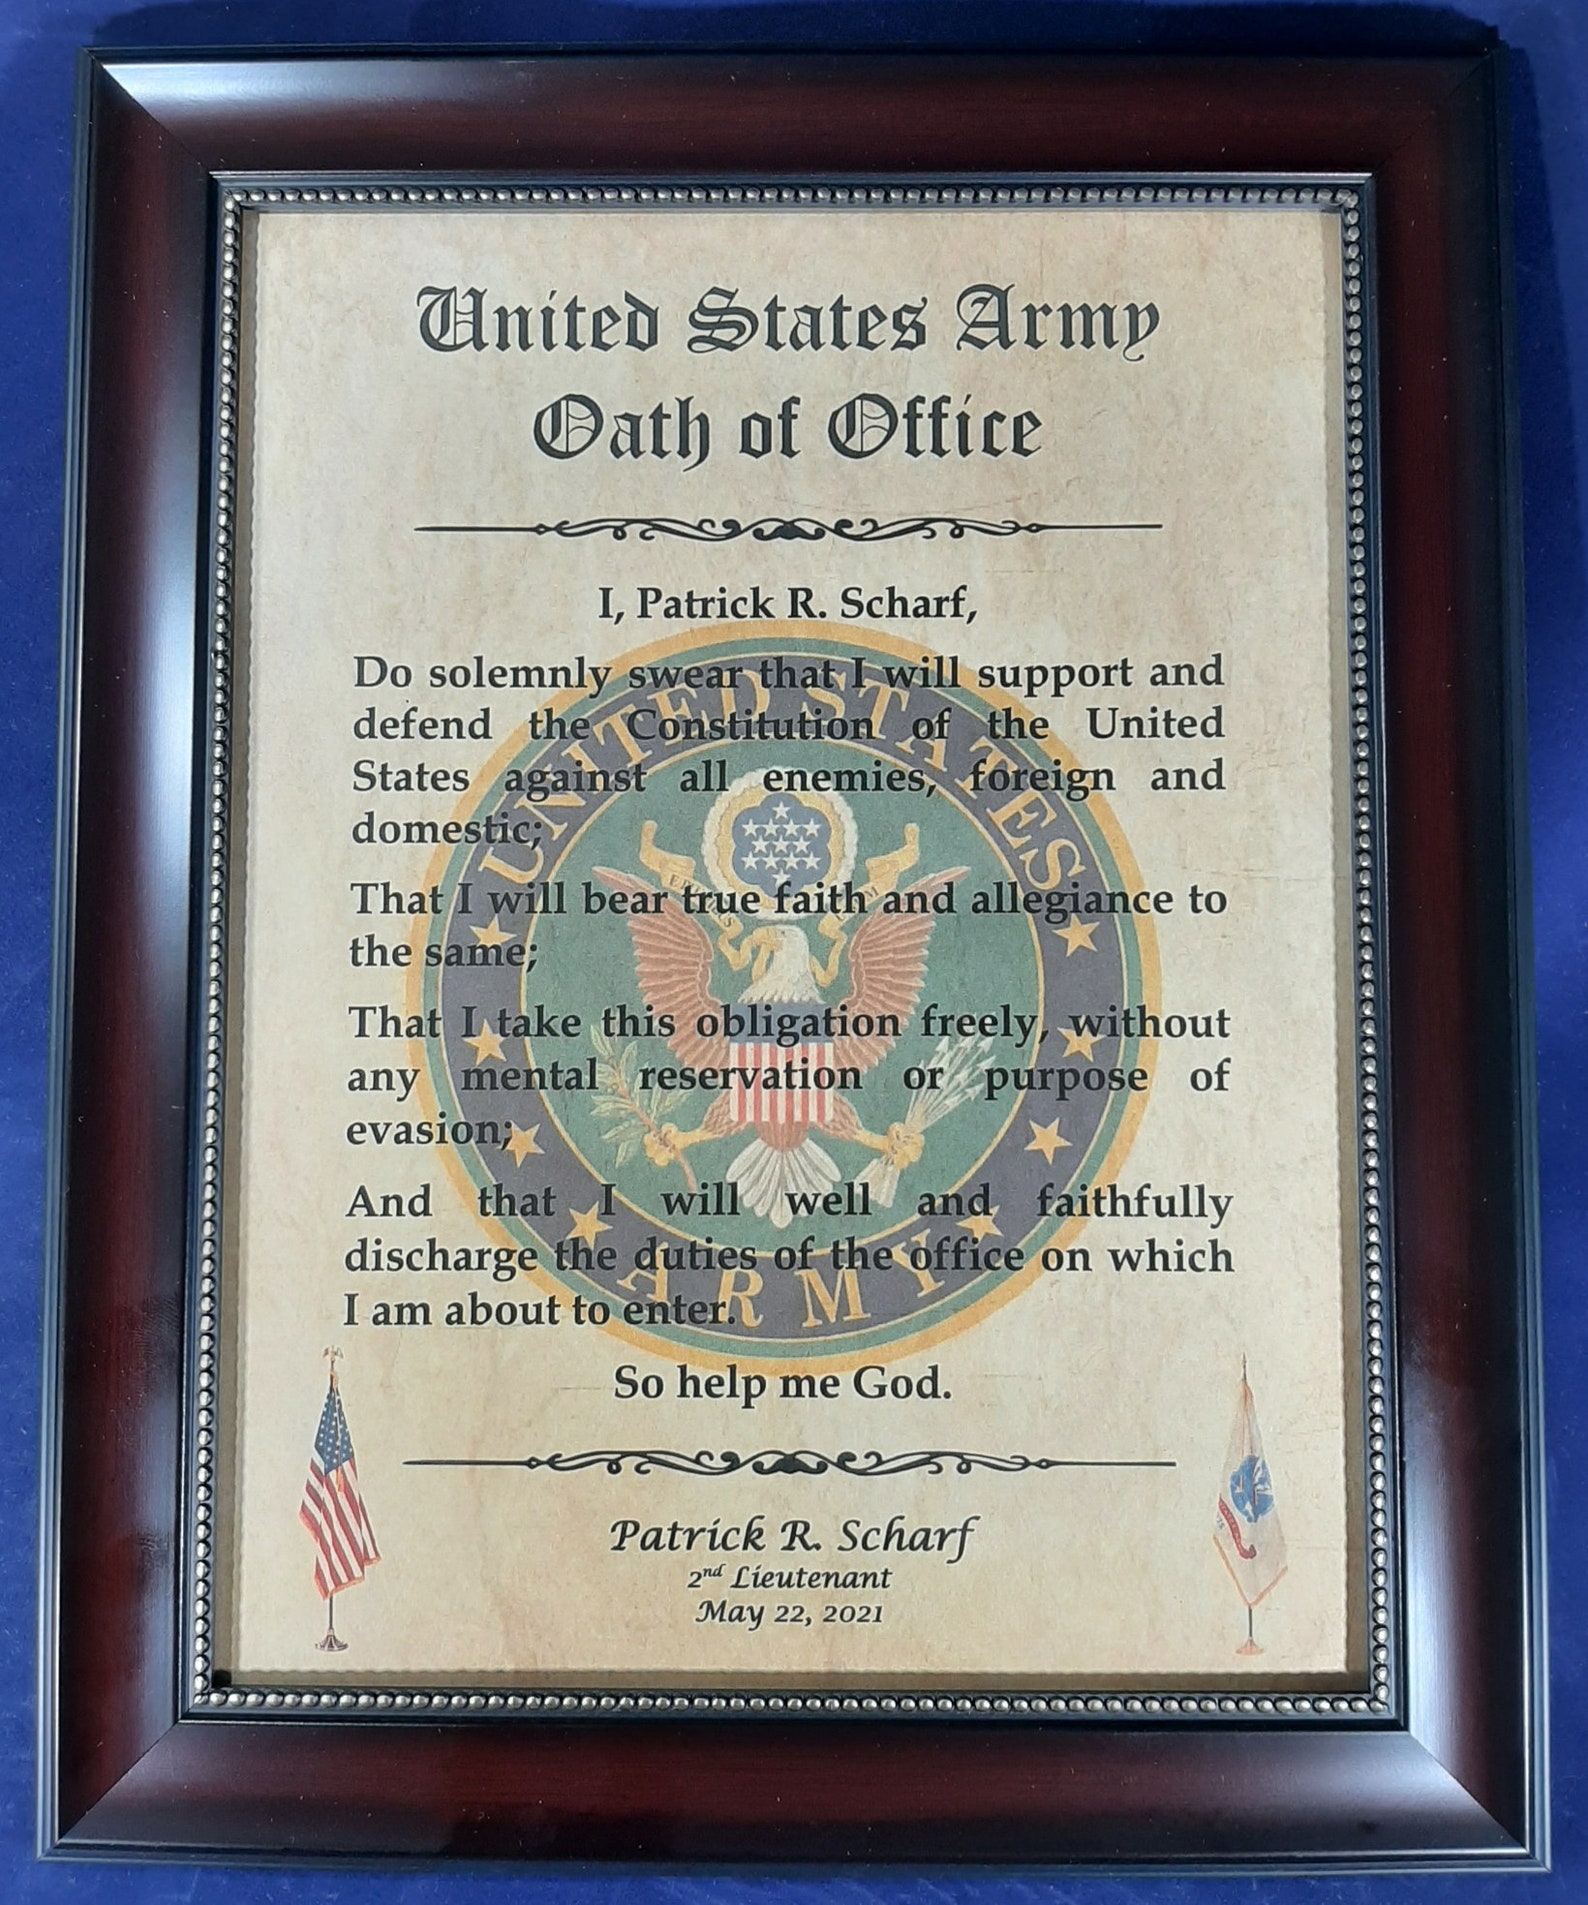 United States Army
Oath of Office
I, Patrick R. Scharf,
Do solemnly swear that I will support and
defend the Constitution of the United
States against all enemies, foreign and
domestic;
That I will bear true faith and allegiance to
the same;
That I take this obligation freely, without
any mental reservation or purpose of
evasion;
And that I will well and faithfully
discharge the duties of the office on which
I am about to enter.
So help me God.
UNITED STATES
ARMY
Patrick R. Scharf
2nd Lieutenant
May 22, 2021